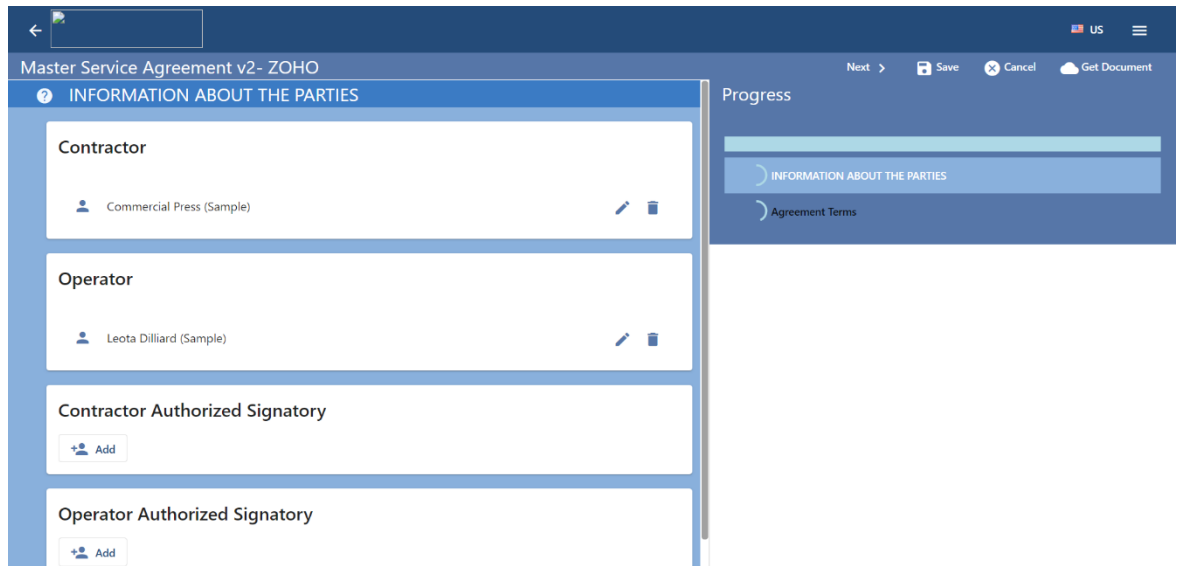 US
Master Service Agreement v2- ZOHO
Next
Save
Cancel
Get Document
INFORMATION ABOUT THE PARTIES
Contractor
Commercial Press (Sample)
Operator
Leota Dilliard (Sample)
Contractor Authorized Signatory
Add
Operator Authorized Signatory
Add
Progress
INFORMATION ABOUT THE PARTIES
Agreement Terms